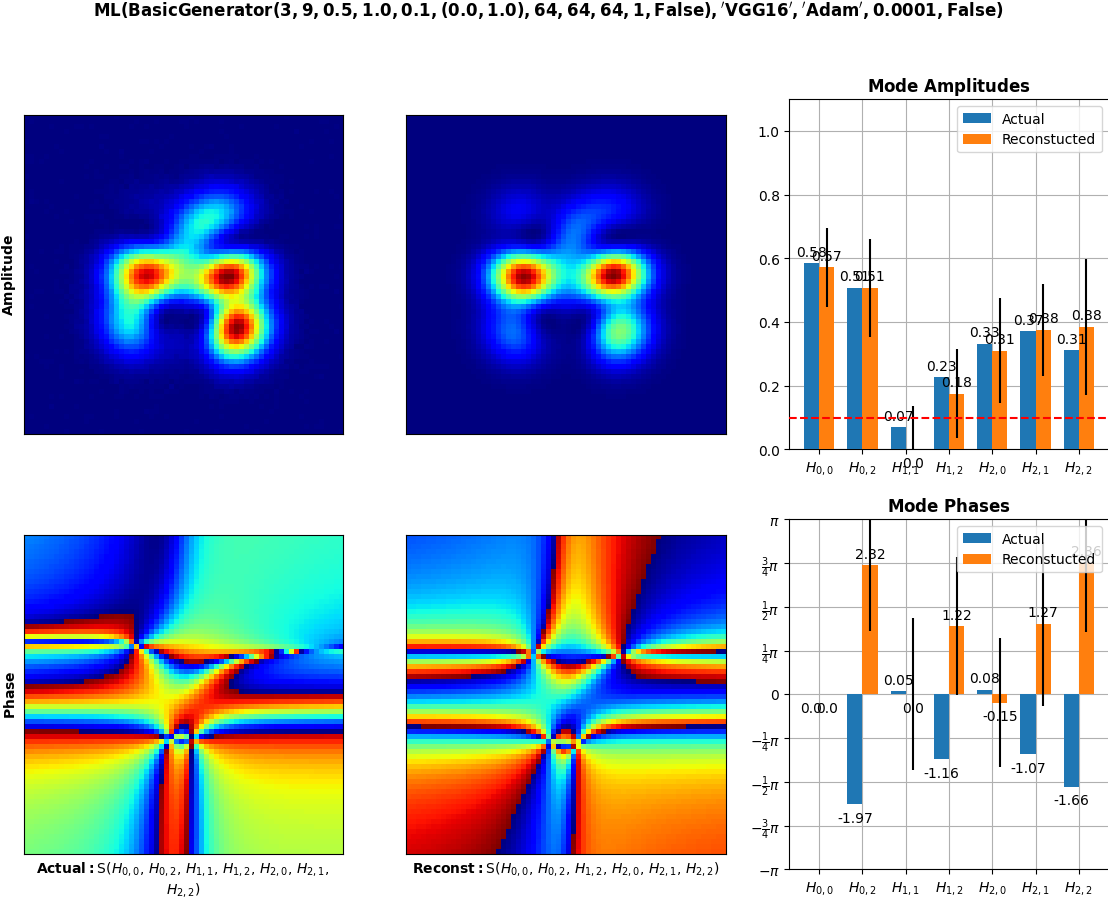 ML(BasicGenerator(3, 9, 0.5, 1.0, 0.1, (0.0, 1.0), 64, 64, 64, 1, False), ′VGG16′, ′Adam′, 0.0001, False)
Amplitude
Mode Amplitudes
Actual
Reconstucted
1.0
0.8
0.6
0.4
0.2
0.0
0.58
0.57
0.51
0.51
0.07
0.0
0.23
0.18
0.33
0.31
0.37
0.38
0.31
0.38
H0,0 H0,2 H1,1 H1,2 H2,0 H2,1 H2,2
Phase
Actual: S(H0,0, H0,2, H1,1, H1,2, H2,0, H2,1,
H2,2)
Reconst: S(H0,0, H0,2, H1,2, H2,0, H2,1, H2,2)
Mode Phases
Actual
Reconstucted
π
3/4π
1/2π
1/4π
0
−1/4π
−1/2π
−3/4π
−π
0.0
0.0
-1.97
2.32
0.05
0.0
-1.16
1.22
0.08
-0.15
-1.07
1.27
-1.66
H0,0 H0,2 H1,1 H1,2 H2,0 H2,1 H2,2